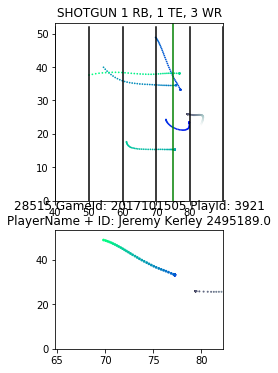 SHOTGUN 1 RB, 1 TE, 3 WR
50
40
30
20
10
0
40 50 60 70 80
28515 GameId: 2017101505 PlayId: 3921
PlayerName + ID: Jeremy Kerley 2495189.0
40
20
0
65 70 75 80